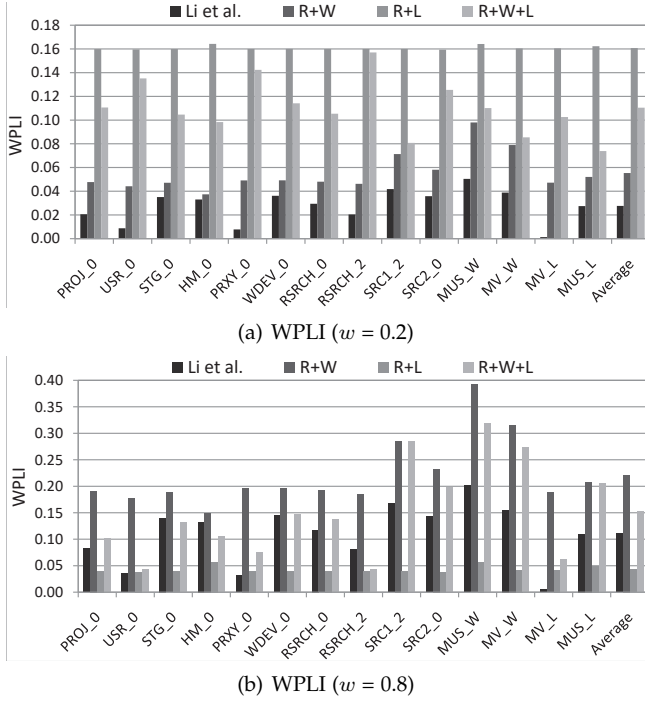 Li et al. R+W R+L R+W+L
0.18
0.16
0.14
0.12
0.10
0.08
0.06
0.04
0.02
0.00
WPLI
PROJ_0 USR_0 STG_0 HM_0 PRXY_0 WDEV_0 RSRCH_0 RSRCH_2 SRC1_2 SRC2_0 MUS_W MV_W MV_L MUS_L Average
(a) WPLI (w = 0.2)
Li et al. R+W R+L R+W+L
0.40
0.35
0.30
0.25
0.20
0.15
0.10
0.05
0.00
WPLI
PROJ_0 USR_0 STG_0 HM_0 PRXY_0 WDEV_0 RSRCH_0 RSRCH_2 SRC1_2 SRC2_0 MUS_W MV_W MV_L MUS_L Average
(b) WPLI (w = 0.8)